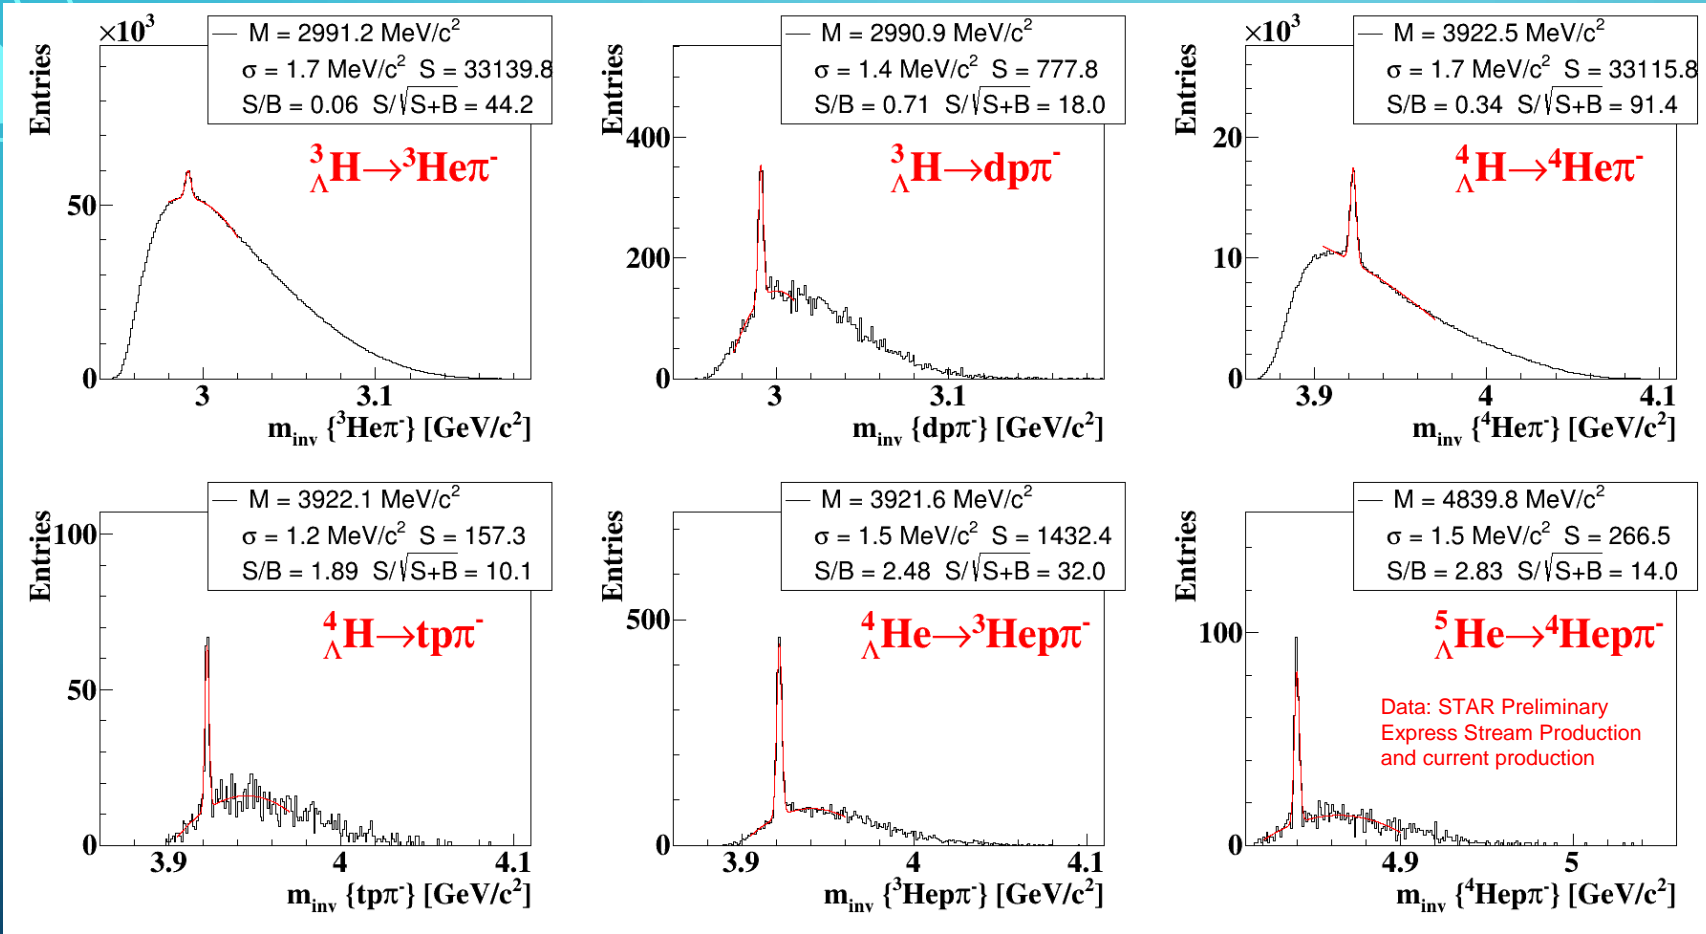 ×10³
— M = 2991.2 MeV/c²
σ = 1.7 MeV/c² S = 33139.8
S/B = 0.06 S/√S+B = 44.2
Entries
³ΛH→³Heπ⁻
50
0
3
3.1
m_inv {³Heπ⁻} [GeV/c²]
— M = 2990.9 MeV/c²
σ = 1.4 MeV/c² S = 777.8
S/B = 0.71 S/√S+B = 18.0
Entries
³ΛH→dpπ⁻
400
200
0
3
3.1
m_inv {dpπ⁻} [GeV/c²]
×10³
— M = 3922.5 MeV/c²
σ = 1.7 MeV/c² S = 33115.8
S/B = 0.34 S/√S+B = 91.4
Entries
⁴ΛH→⁴Heπ⁻
20
10
0
3.9
4
4.1
m_inv {⁴Heπ⁻} [GeV/c²]
— M = 3922.1 MeV/c²
σ = 1.2 MeV/c² S = 157.3
S/B = 1.89 S/√S+B = 10.1
Entries
⁴ΛH→tpπ⁻
100
50
0
3.9
4
4.1
m_inv {tpπ⁻} [GeV/c²]
— M = 3921.6 MeV/c²
σ = 1.5 MeV/c² S = 1432.4
S/B = 2.48 S/√S+B = 32.0
Entries
⁴ΛHe→³Hepπ⁻
500
0
3.9
4
4.1
m_inv {³Hepπ⁻} [GeV/c²]
— M = 4839.8 MeV/c²
σ = 1.5 MeV/c² S = 266.5
S/B = 2.83 S/√S+B = 14.0
Entries
⁵ΛHe→⁴Hepπ⁻
Data: STAR Preliminary
Express Stream Production
and current production
100
0
4.9
5
m_inv {⁴Hepπ⁻} [GeV/c²]